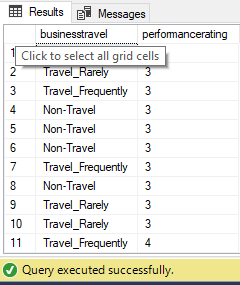 Results Messages
businesstravel performancerating
1
Click to select all grid cells
2 Travel_Rarely 3
3 Travel_Frequently 3
4 Non-Travel 3
5 Non-Travel 3
6 Non-Travel 3
7 Travel_Frequently 3
8 Non-Travel 3
9 Travel_Rarely 3
10 Travel_Rarely 3
11 Travel_Frequently 4
Query executed successfully.